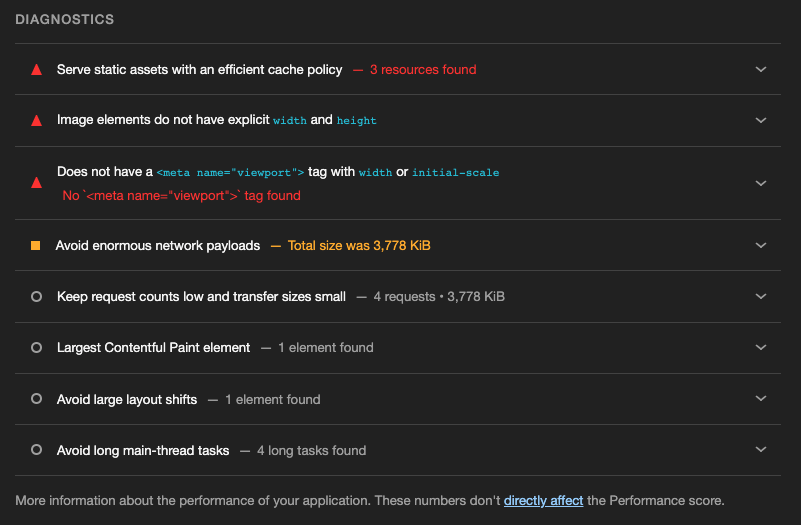 DIAGNOSTICS
Serve static assets with an efficient cache policy — 3 resources found
Image elements do not have explicit width and height
Does not have a <meta name="viewport"> tag with width or initial-scale
No `<meta name="viewport">` tag found
Avoid enormous network payloads — Total size was 3,778 KiB
Keep request counts low and transfer sizes small — 4 requests • 3,778 KiB
Largest Contentful Paint element — 1 element found
Avoid large layout shifts — 1 element found
Avoid long main-thread tasks — 4 long tasks found
More information about the performance of your application. These numbers don't directly affect the Performance score.